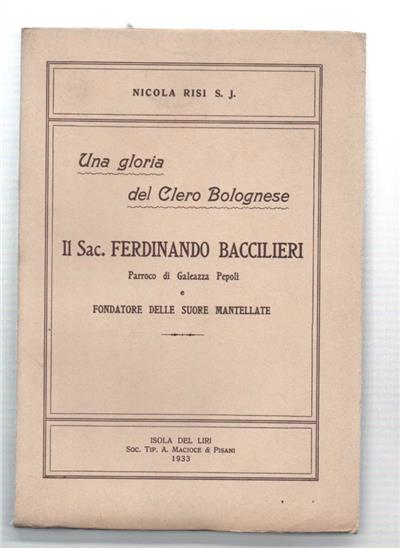 NICOLA RISI S. J.
Una gloria
del Clero Bolognese
Il Sac. FERDINANDO BACCILIERI
Parroco di Galeazza Pepoli
e
FONDATORE DELLE SUORE MANTELLATE
ISOLA DEL LIRI
SOC. TIP. A. MACIOCE & PISANI
1933